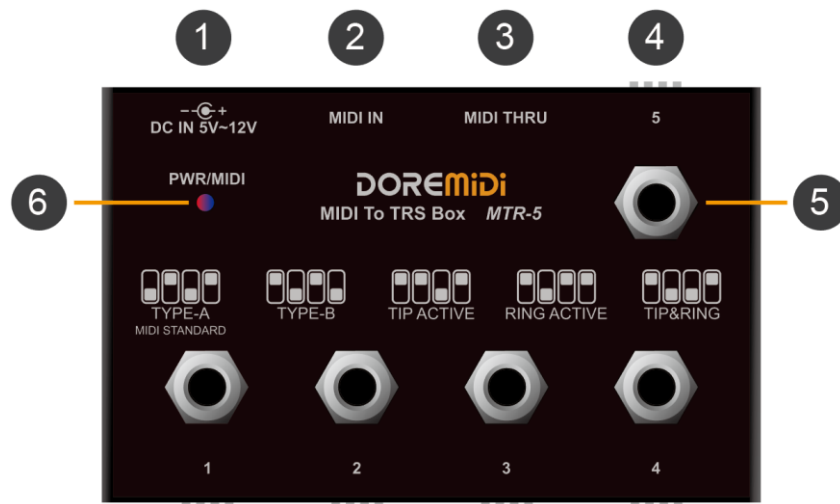 1 2 3 4
DC IN 5V~12V MIDI IN MIDI THRU 5
PWR/MIDI
6 DOREMiDi 5
MIDI To TRS Box MTR-5
TYPE-A TYPE-B TIP ACTIVE RING ACTIVE TIP&RING
MIDI STANDARD
1 2 3 4